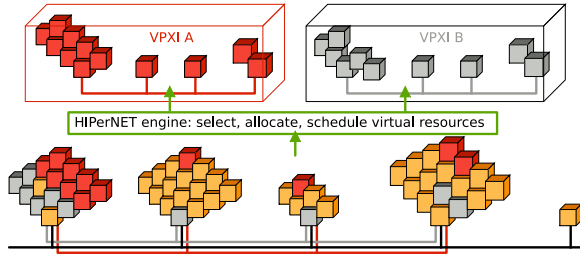 VPXI A
VPXI B
HIPerNET engine: select, allocate, schedule virtual resources